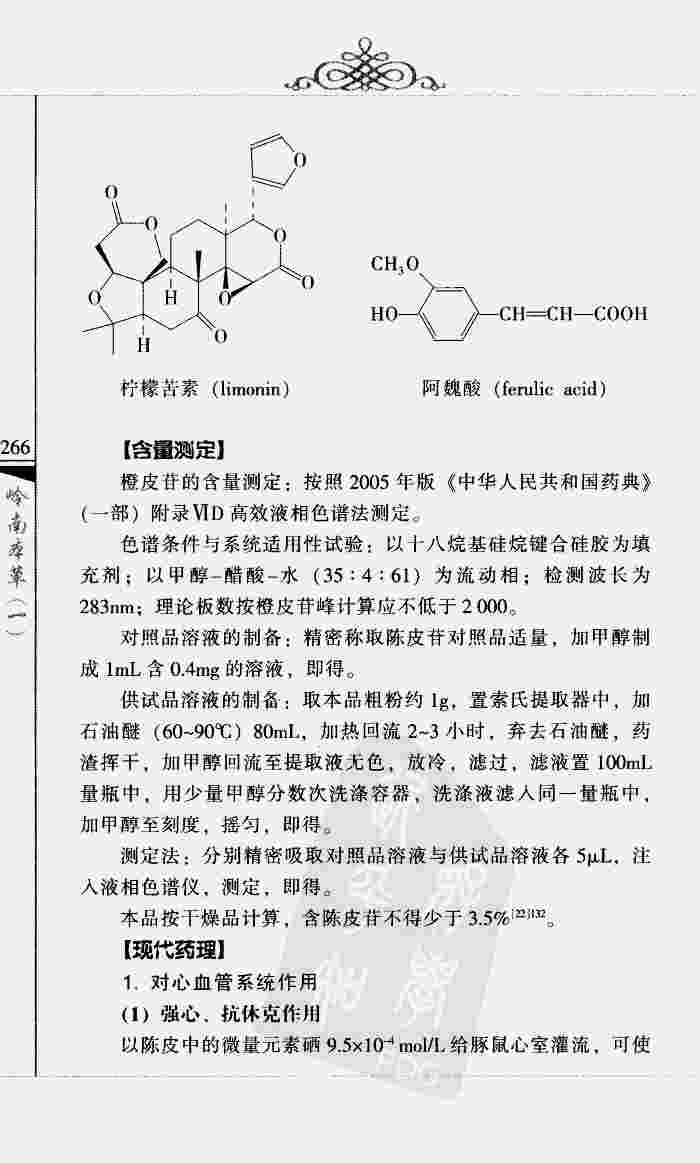 O
O
O
O
O
O
O
O
H
H
CH₃O
HO
CH=CH—COOH
柠檬苦素 (limonin)
阿魏酸 (ferulic acid)
266
岭南本草（一）
【含量测定】
橙皮苷的含量测定：按照 2005 年版《中华人民共和国药典》
(一部) 附录ⅥD 高效液相色谱法测定。
色谱条件与系统适用性试验：以十八烷基硅烷键合硅胶为填
充剂；以甲醇–醋酸–水 (35：4：61) 为流动相；检测波长为
283nm；理论板数按橙皮苷峰计算应不低于 2 000。
对照品溶液的制备：精密称取陈皮苷对照品适量，加甲醇制
成 1mL 含 0.4mg 的溶液，即得。
供试品溶液的制备：取本品粗粉约 1g，置索氏提取器中，加
石油醚 (60~90℃) 80mL，加热回流 2~3 小时，弃去石油醚，药
渣挥干，加甲醇回流至提取液无色，放冷，滤过，滤液置 100mL
量瓶中，用少量甲醇分数次洗涤容器，洗涤液滤入同一量瓶中，
加甲醇至刻度，摇匀，即得。
测定法：分别精密吸取对照品溶液与供试品溶液各 5μL，注
入液相色谱仪，测定，即得。
本品按干燥品计算，含陈皮苷不得少于 3.5%[22]132。
【现代药理】
1. 对心血管系统作用
(1) 强心、抗休克作用
以陈皮中的微量元素硒 9.5×10⁻⁴ mol/L 给豚鼠心室灌流，可使